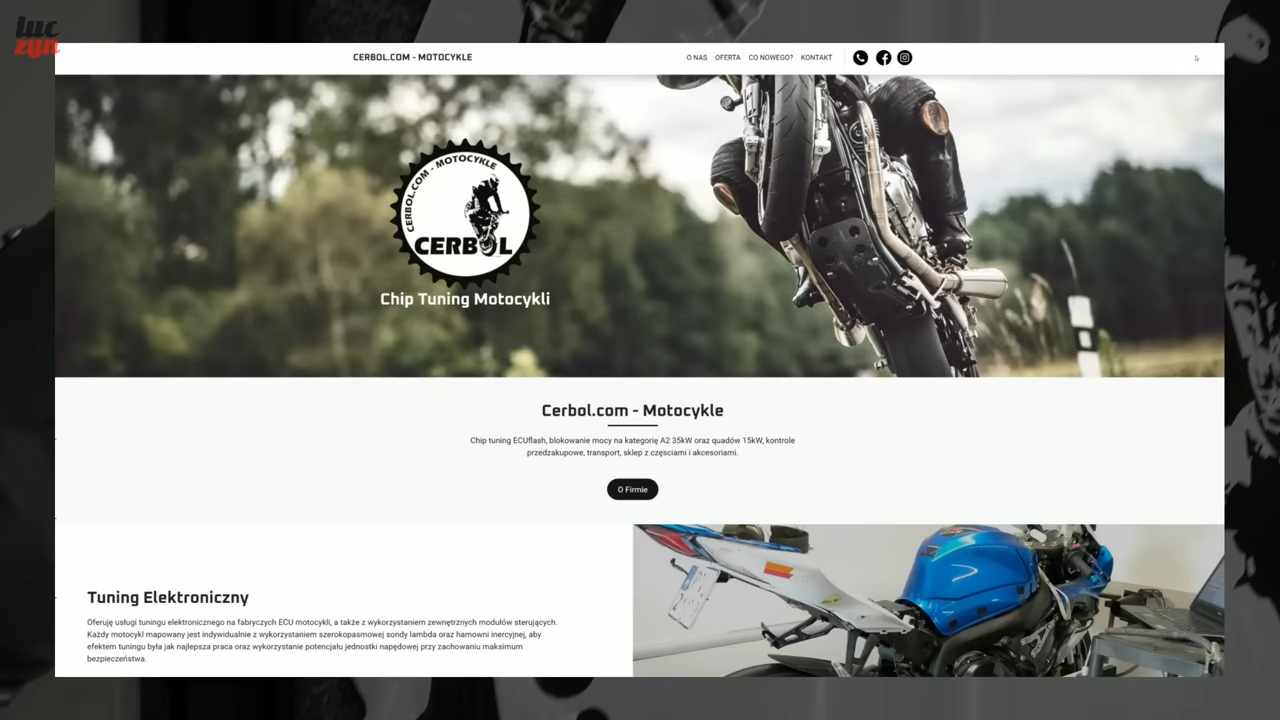 luc
zyn
CERBOL.COM - MOTOCYKLE
O NAS OFERTA CO NOWEGO? KONTAKT
CERBOL.COM - MOTOCYKLE
CERBOL
Chip Tuning Motocykli
Cerbol.com - Motocykle
Chip tuning ECUflash, blokowanie mocy na kategorię A2 35kW oraz quadów 15kW, kontrole
przedzakupowe, transport, sklep z częsciami i akcesoriami.
O Firmie
Tuning Elektroniczny
Oferuję usługi tuningu elektronicznego na fabryczych ECU motocykli, a także z wykorzystaniem zewnętrznych modułów sterujących.
Każdy motocykl mapowany jest indywidualnie z wykorzystaniem szerokopasmowej sondy lambda oraz hamowni inercyjnej, aby
efektem tuningu była jak najlepsza praca oraz wykorzystanie potencjału jednostki napędowej przy zachowaniu maksimum
bezpieczeństwa.